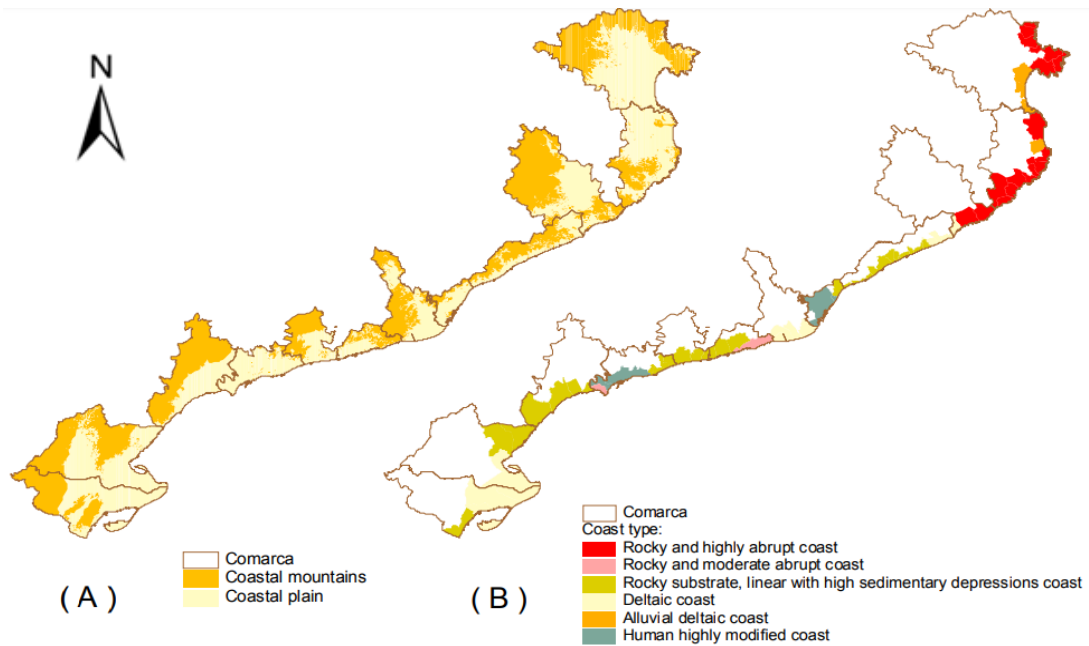 N
Comarca
Coastal mountains
Coastal plain
( A )
( B )
Comarca
Coast type:
Rocky and highly abrupt coast
Rocky and moderate abrupt coast
Rocky substrate, linear with high sedimentary depressions coast
Deltaic coast
Alluvial deltaic coast
Human highly modified coast